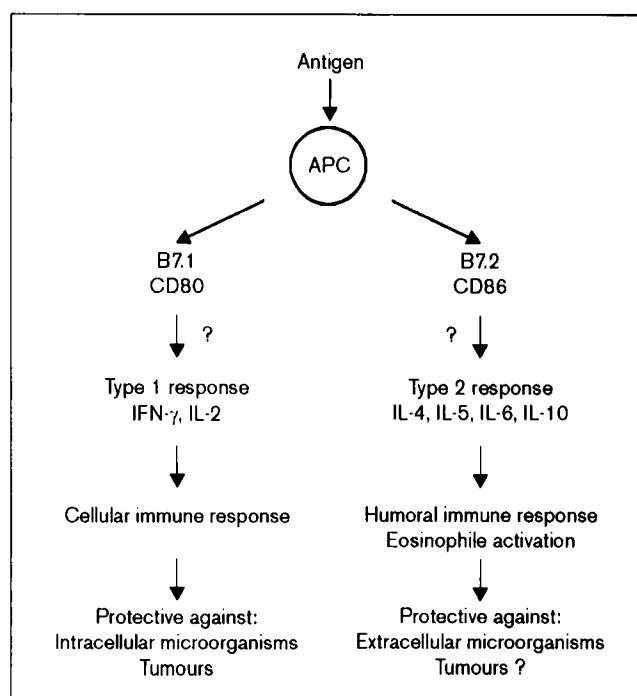 Antigen
APC
B7.1
CD80
B7.2
CD86
?
?
Type 1 response
IFN-γ, IL-2
Type 2 response
IL-4, IL-5, IL-6, IL-10
Cellular immune response
Humoral immune response
Eosinophile activation
Protective against:
Intracellular microorganisms
Tumours
Protective against:
Extracellular microorganisms
Tumours ?